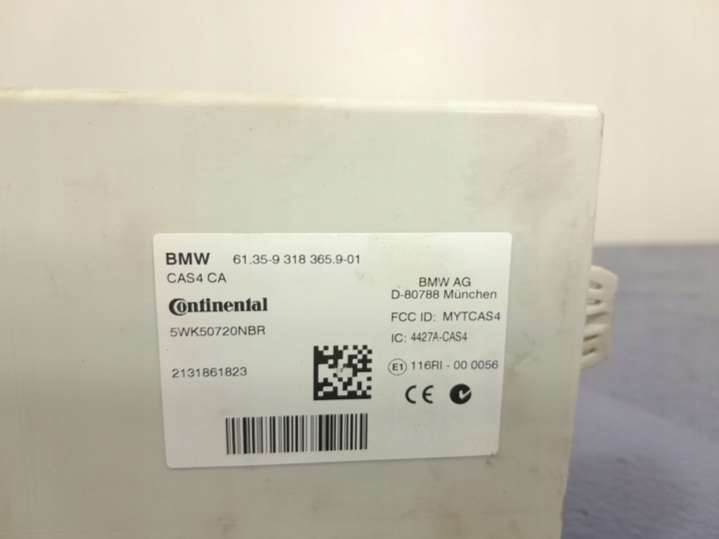 BMW 61.35-9 318 365.9-01
CAS4 CA
Continental
5WK50720NBR
2131861823
BMW AG
D-80788 München
FCC ID: MYTCAS4
IC: 4427A-CAS4
E1 116RI - 00 0056
CE